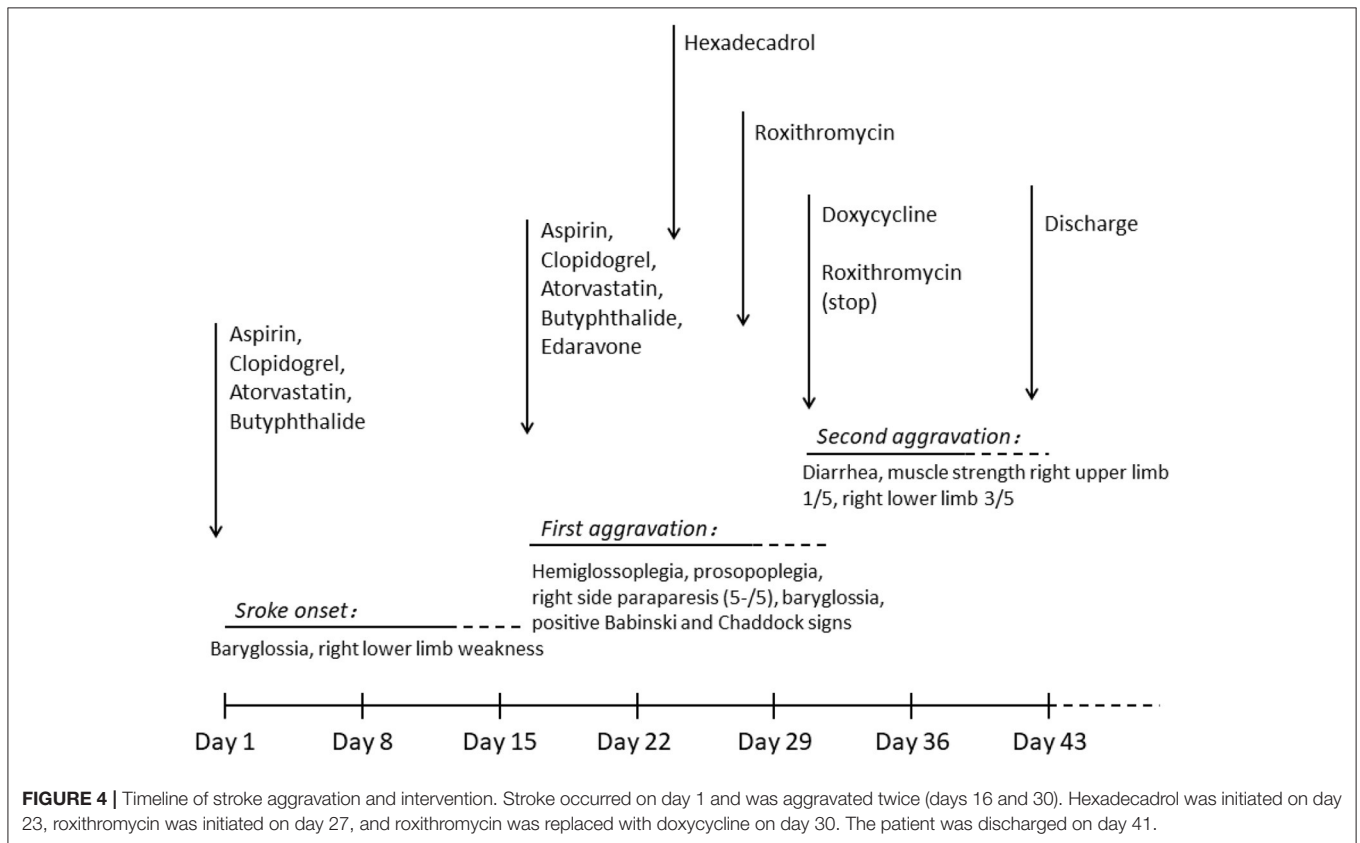 Hexadecadrol
Roxithromycin
Doxycycline
Roxithromycin
(stop)
Discharge
Aspirin,
Clopidogrel,
Atorvastatin,
Butyphthalide,
Edaravone
Aspirin,
Clopidogrel,
Atorvastatin,
Butyphthalide
Second aggravation:
Diarrhea, muscle strength right upper limb
1/5, right lower limb 3/5
First aggravation:
Hemiglossoplegia, prosopoplegia,
right side paraparesis (5-/5), baryglossia,
positive Babinski and Chaddock signs
Sroke onset:
Baryglossia, right lower limb weakness
Day 1 Day 8 Day 15 Day 22 Day 29 Day 36 Day 43
FIGURE 4 | Timeline of stroke aggravation and intervention. Stroke occurred on day 1 and was aggravated twice (days 16 and 30). Hexadecadrol was initiated on day
23, roxithromycin was initiated on day 27, and roxithromycin was replaced with doxycycline on day 30. The patient was discharged on day 41.